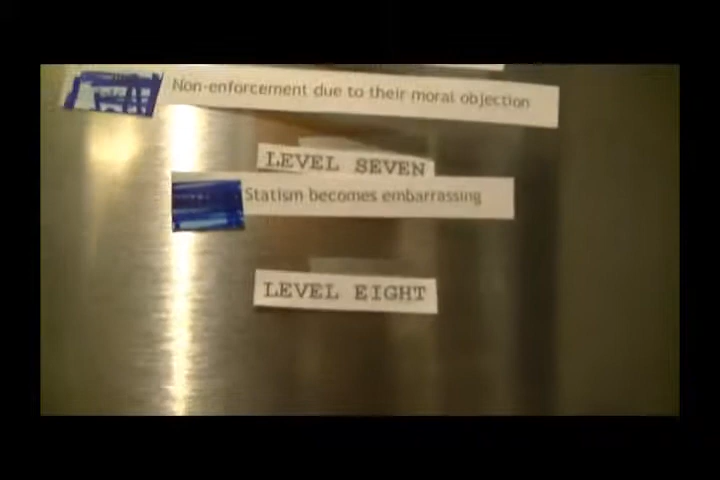 Non-enforcement due to their moral objection
LEVEL SEVEN
Statism becomes embarrassing
LEVEL EIGHT